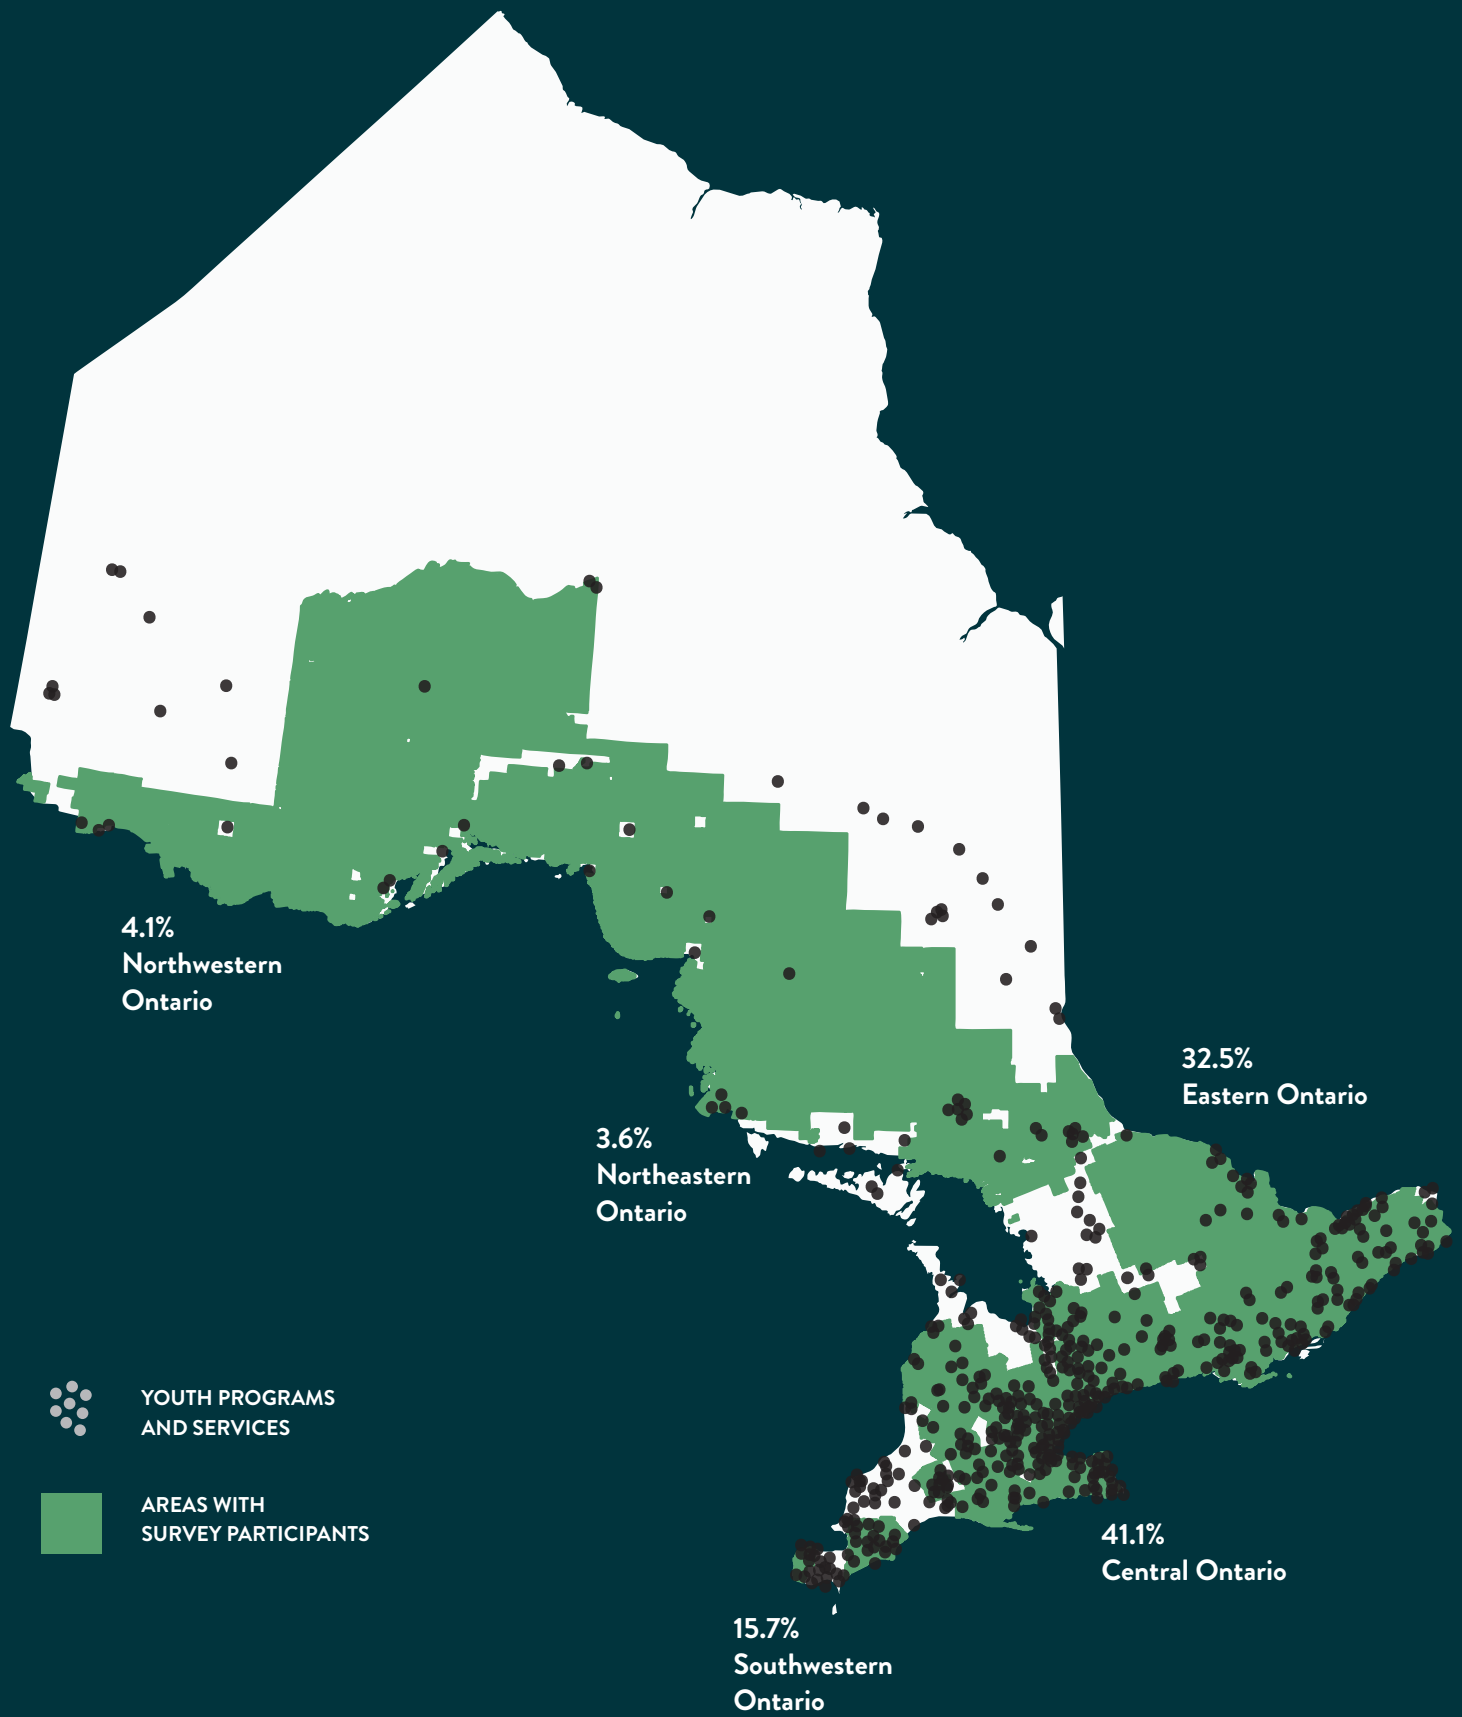 4.1%
Northwestern
Ontario
32.5%
Eastern Ontario
3.6%
Northeastern
Ontario
YOUTH PROGRAMS
AND SERVICES
AREAS WITH
SURVEY PARTICIPANTS
41.1%
Central Ontario
15.7%
Southwestern
Ontario